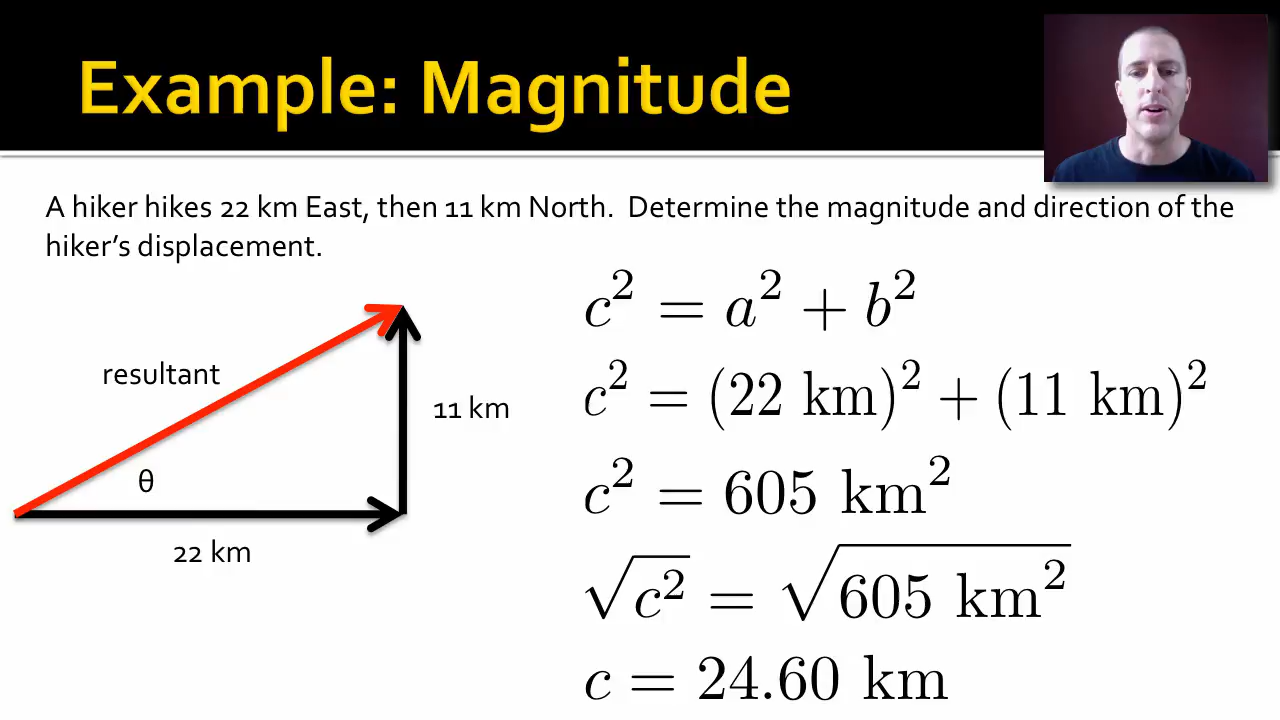 Example: Magnitude
A hiker hikes 22 km East, then 11 km North. Determine the magnitude and direction of the
hiker's displacement.
resultant
11 km
θ
22 km
c² = a² + b²
c² = (22 km)² + (11 km)²
c² = 605 km²
√c² = √605 km²
c = 24.60 km